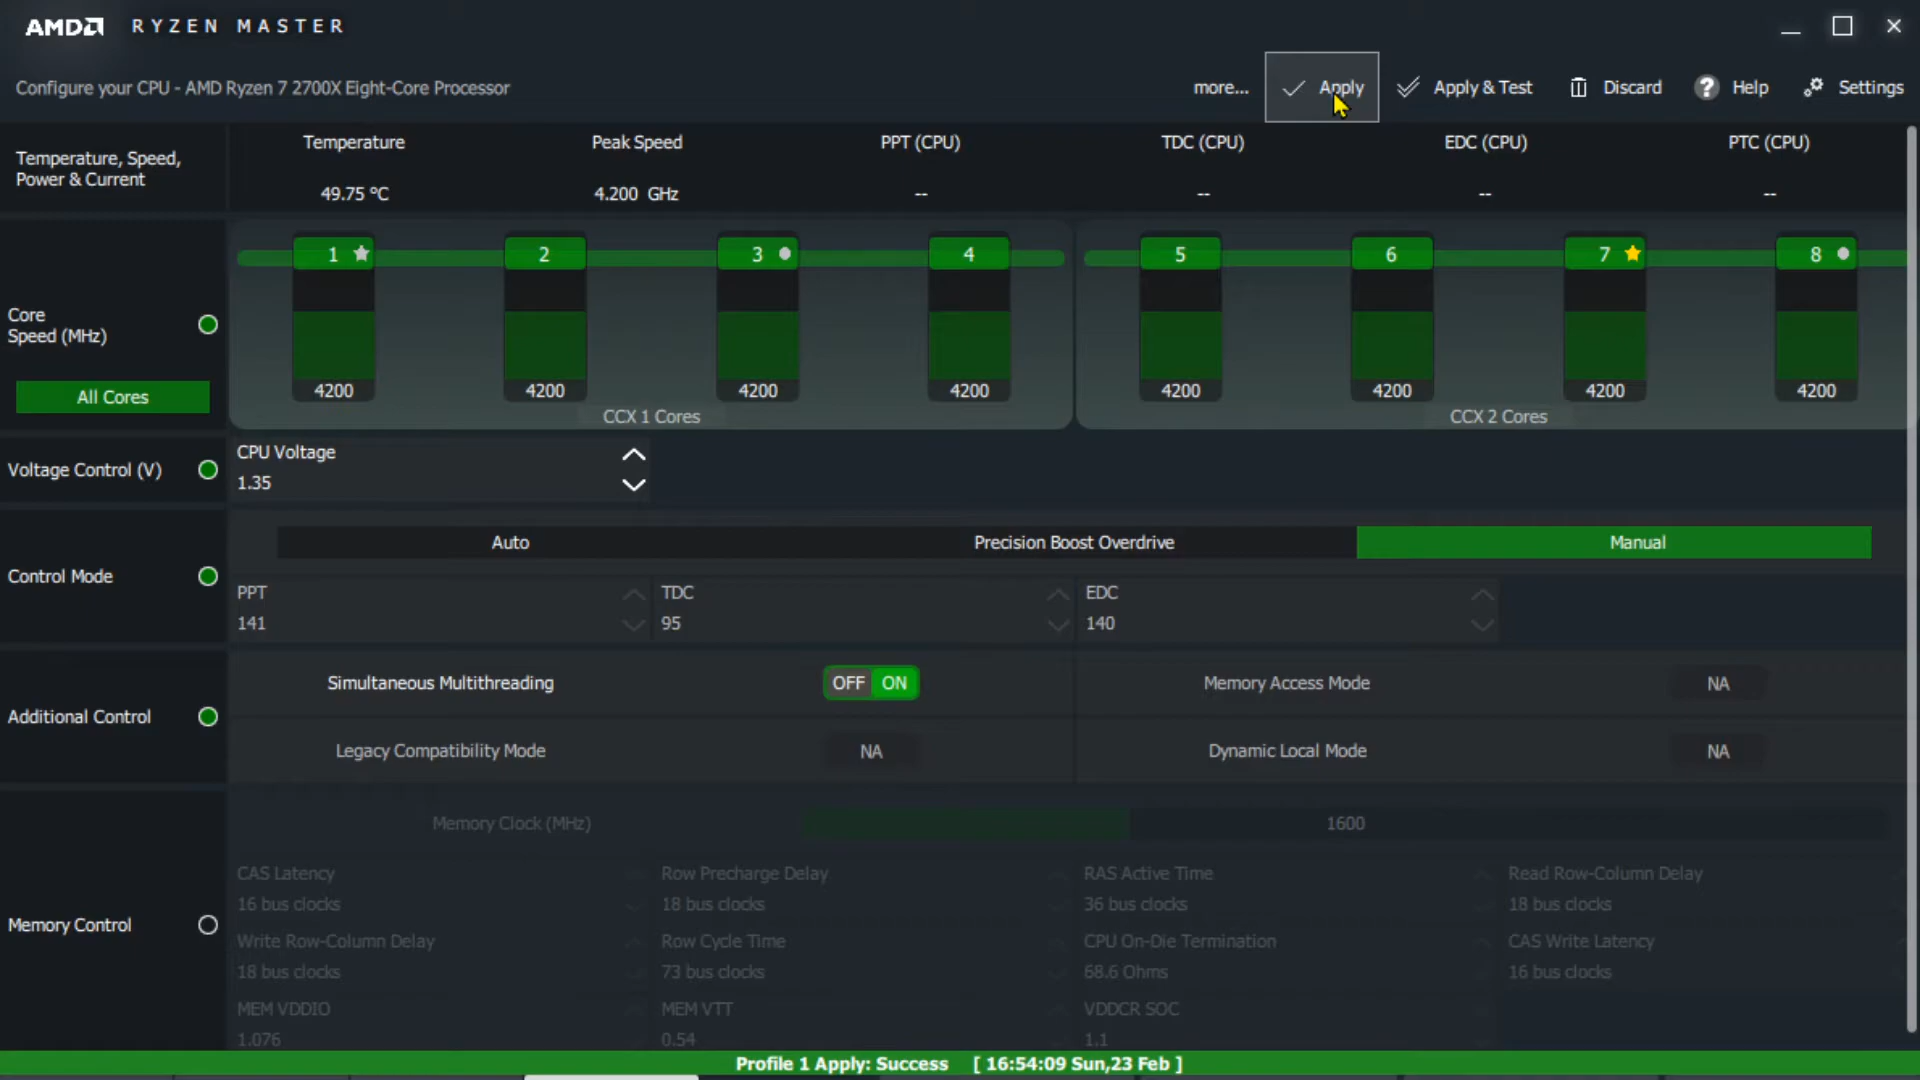 AMD RYZEN MASTER
Configure your CPU - AMD Ryzen 7 2700X Eight-Core Processor
more... Apply Apply & Test Discard ? Help Settings
Temperature, Speed,
Power & Current
Temperature Peak Speed PPT (CPU) TDC (CPU) EDC (CPU) PTC (CPU)
49.75 °C 4.200 GHz -- -- -- --
Core
Speed (MHz)
All Cores
1 2 3 4 5 6 7 8
4200 4200 4200 4200 4200 4200 4200 4200
CCX 1 Cores CCX 2 Cores
Voltage Control (V)
CPU Voltage
1.35
Control Mode
Auto Precision Boost Overdrive Manual
PPT TDC EDC
141 95 140
Additional Control
Simultaneous Multithreading OFF ON Memory Access Mode NA
Legacy Compatibility Mode NA Dynamic Local Mode NA
Memory Control
Memory Clock (MHz) 1600
CAS Latency Row Precharge Delay RAS Active Time Read Row-Column Delay
16 bus clocks 18 bus clocks 36 bus clocks 18 bus clocks
Write Row-Column Delay Row Cycle Time CPU On-Die Termination CAS Write Latency
18 bus clocks 73 bus clocks 68.6 Ohms 16 bus clocks
MEM VDDIO MEM VTT VDDCR SOC
1.076 0.54 1.1
Profile 1 Apply: Success [ 16:54:09 Sun,23 Feb ]